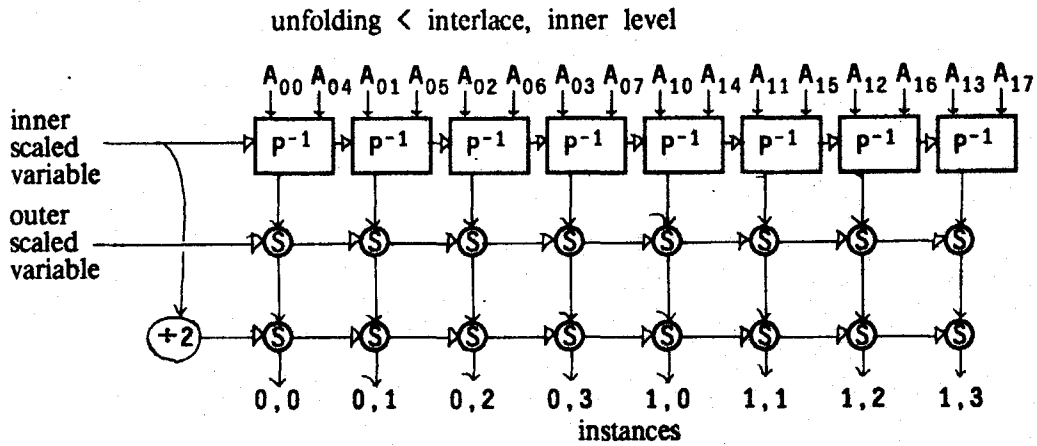 unfolding < interlace, inner level
A00 A04 A01 A05 A02 A06 A03 A07 A10 A14 A11 A15 A12 A16 A13 A17
inner
scaled
variable
p-1 p-1 p-1 p-1 p-1 p-1 p-1 p-1
outer
scaled
variable
S S S S S S S S
÷2 S S S S S S S S
0,0 0,1 0,2 0,3 1,0 1,1 1,2 1,3
instances